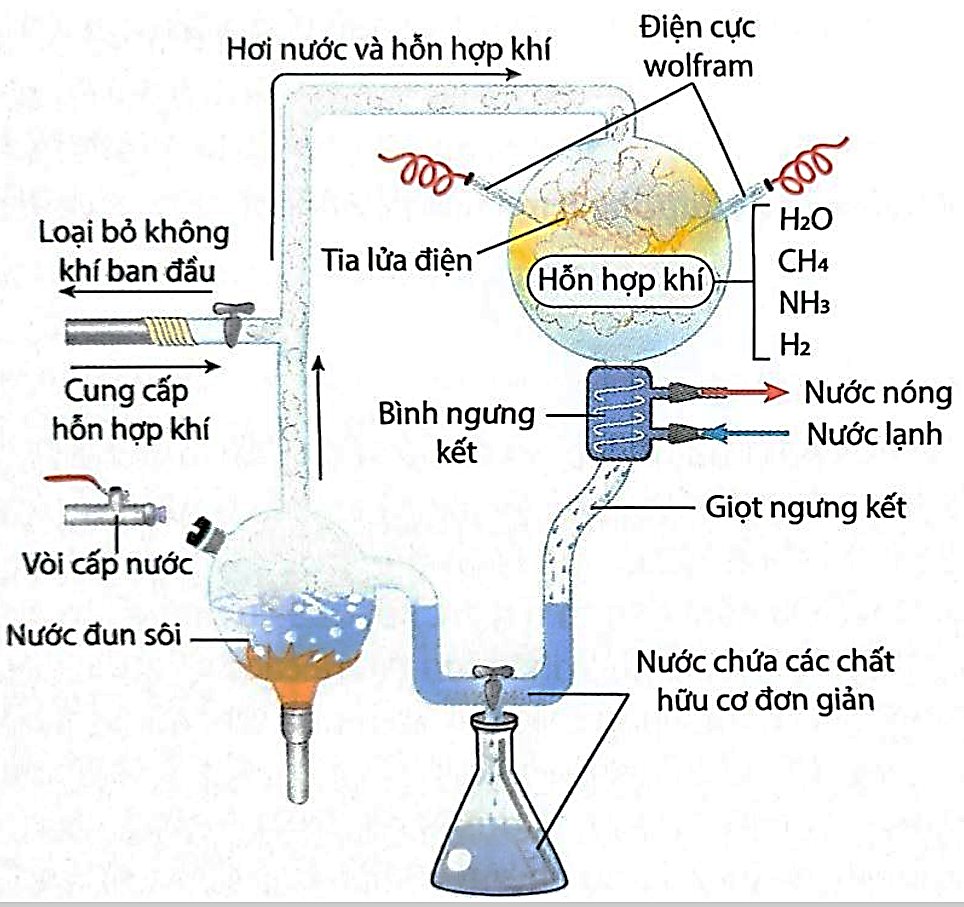 Hơi nước và hỗn hợp khí
Điện cực
wolfram
Loại bỏ không
khí ban đầu
Tia lửa điện
Hỗn hợp khí
H₂O
CH₄
NH₃
H₂
Cung cấp
hỗn hợp khí
Bình ngưng
kết
Nước nóng
Nước lạnh
Giọt ngưng kết
Vòi cấp nước
Nước đun sôi
Nước chứa các chất
hữu cơ đơn giản